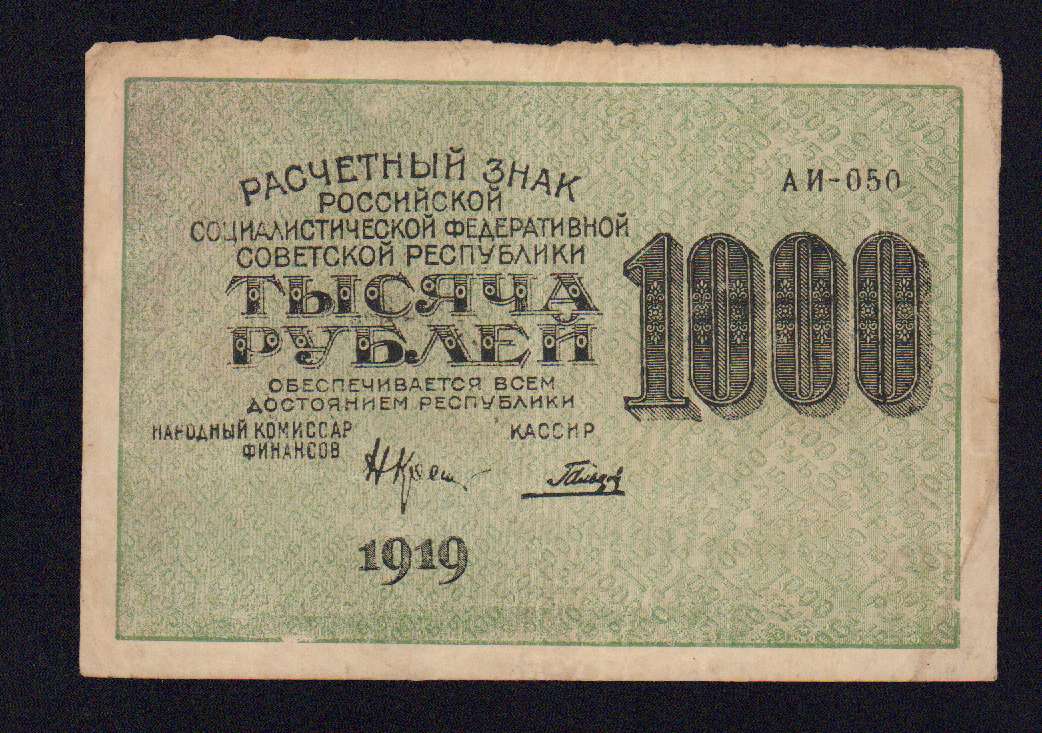 РАСЧЕТНЫЙ ЗНАК
РОССИЙСКОЙ
СОЦИАЛИСТИЧЕСКОЙ ФЕДЕРАТИВНОЙ
СОВЕТСКОЙ РЕСПУБЛИКИ
ТЫСЯЧА
РУБЛЕЙ
ОБЕСПЕЧИВАЕТСЯ ВСЕМ
ДОСТОЯНИЕМ РЕСПУБЛИКИ
НАРОДНЫЙ КОМИССАР
ФИНАНСОВ
КАССИР
1919
АИ-050
1000